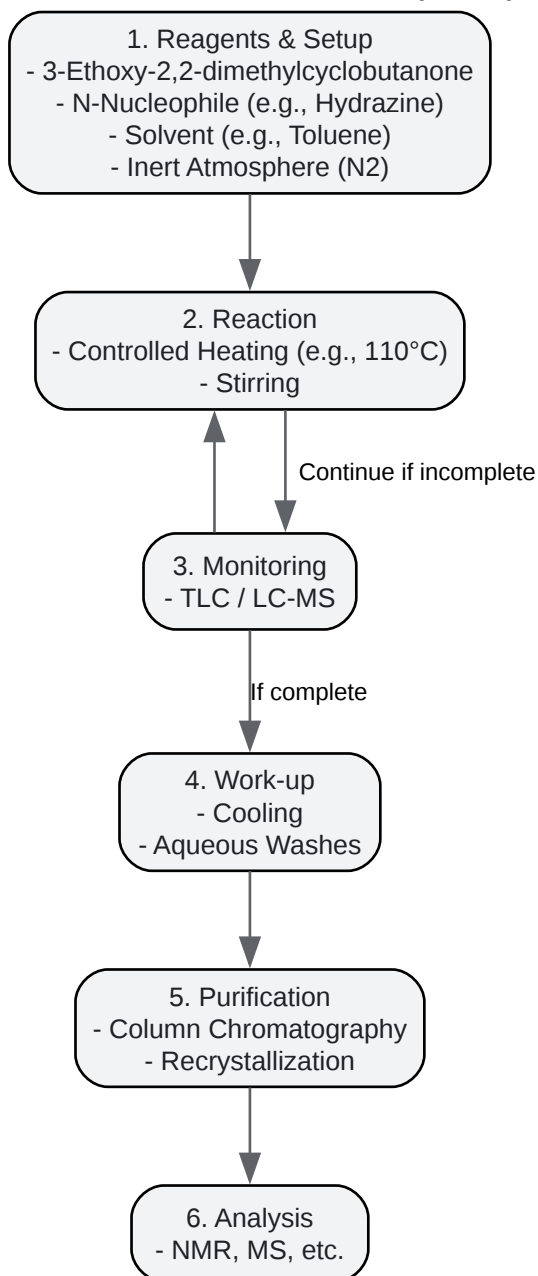 1. Reagents & Setup
- 3-Ethoxy-2,2-dimethylcyclobutanone
- N-Nucleophile (e.g., Hydrazine)
- Solvent (e.g., Toluene)
- Inert Atmosphere (N2)
2. Reaction
- Controlled Heating (e.g., 110°C)
- Stirring
Continue if incomplete
3. Monitoring
- TLC / LC-MS
If complete
4. Work-up
- Cooling
- Aqueous Washes
5. Purification
- Column Chromatography
- Recrystallization
6. Analysis
- NMR, MS, etc.